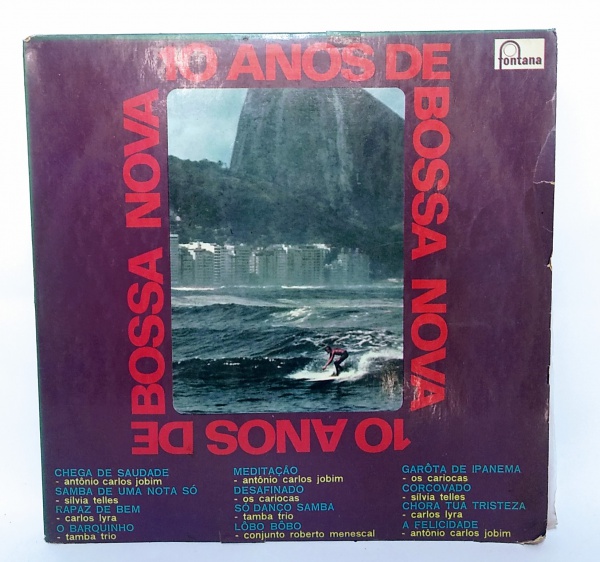 fontana
10 ANOS DE
BOSSA NOVA
10 ANOS DE
BOSSA NOVA
CHEGA DE SAUDADE
- antônio carlos jobim
SAMBA DE UMA NOTA SÓ
- sílvia telles
RAPAZ DE BEM
- carlos lyra
O BARQUINHO
- tamba trio
MEDITAÇÃO
- antônio carlos jobim
DESAFINADO
- os cariocas
SÓ DANÇO SAMBA
- tamba trio
LÔBO BÔBO
- conjunto roberto menescal
GARÔTA DE IPANEMA
- os cariocas
CORCOVADO
- sílvia telles
CHORA TUA TRISTEZA
- carlos lyra
A FELICIDADE
- antônio carlos jobim